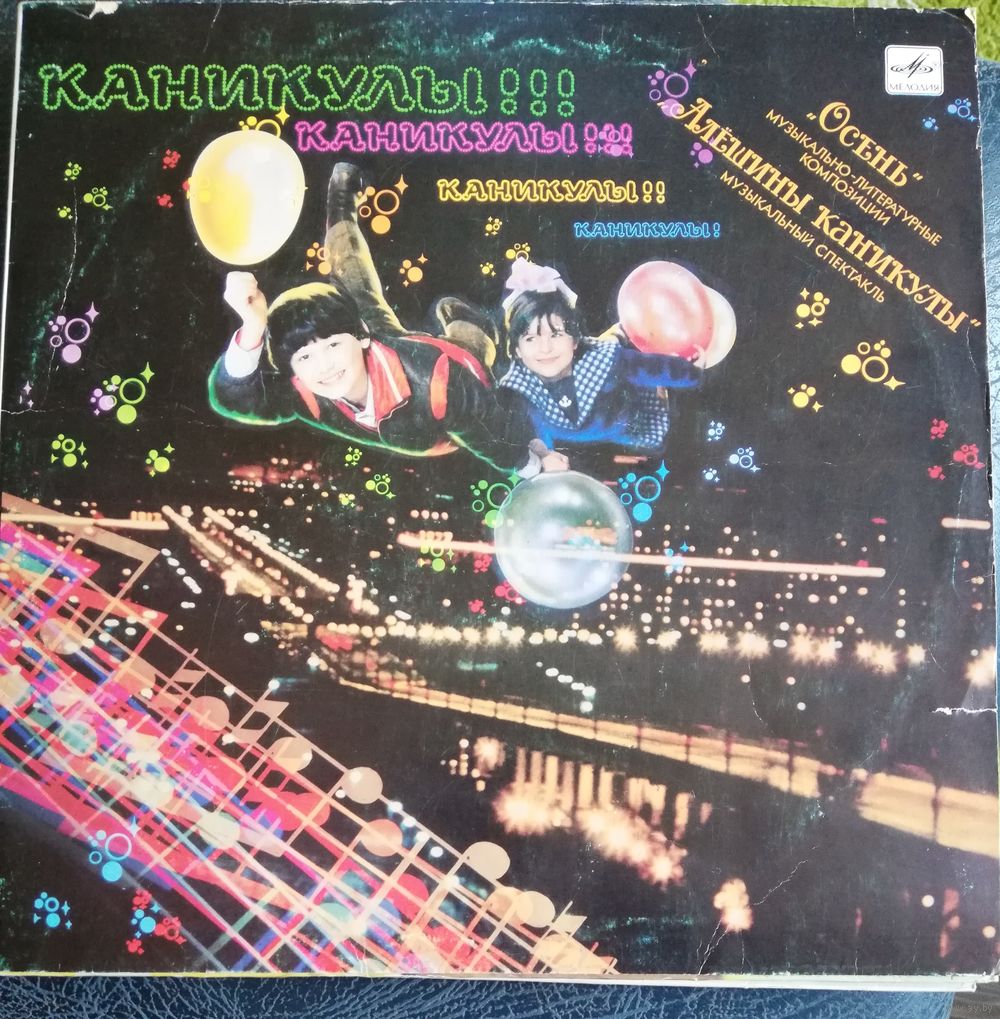 КАНИКУЛЫ!!!
КАНИКУЛЫ!!!
КАНИКУЛЫ!!
КАНИКУЛЫ!
МЕЛОДИЯ
„Осень"
МУЗЫКАЛЬНО-ЛИТЕРАТУРНЫЕ
КОМПОЗИЦИИ
„Алёшины каникулы"
МУЗЫКАЛЬНЫЙ СПЕКТАКЛЬ